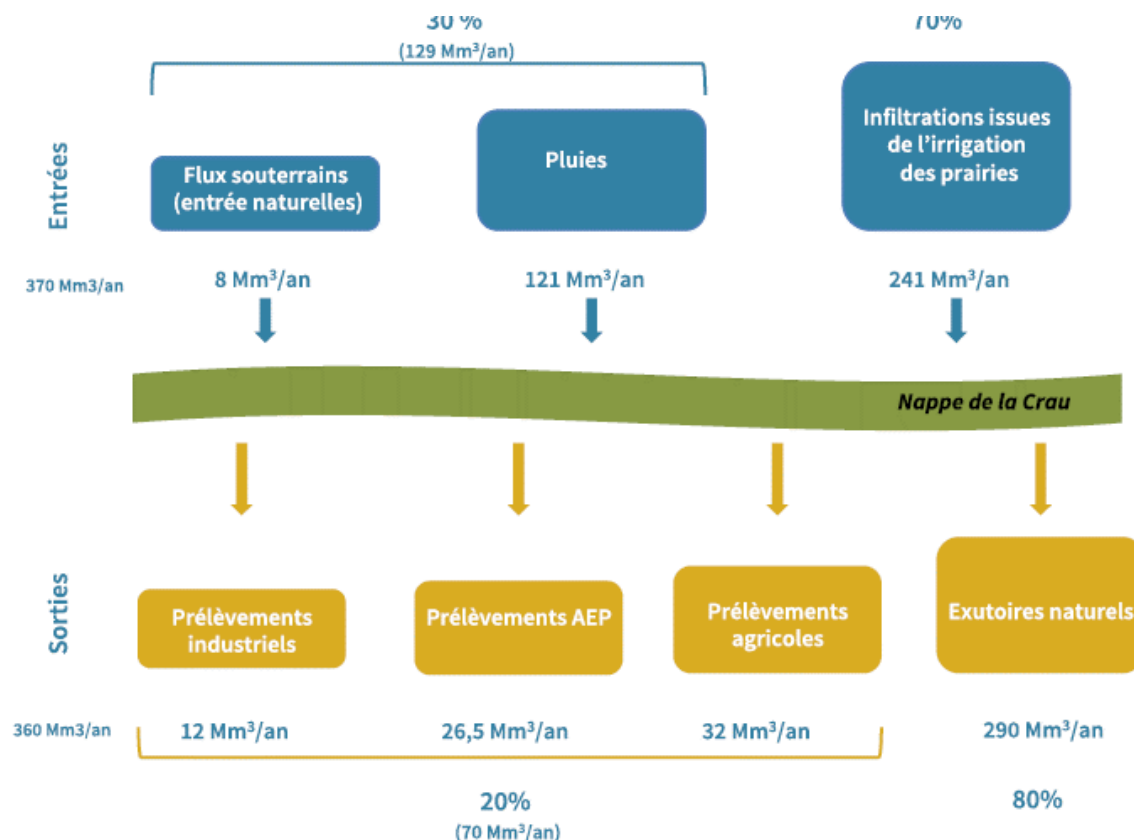 30 %
(129 Mm³/an)
70%
Entrées
Flux souterrains
(entrée naturelles)
Pluies
Infiltrations issues
de l’irrigation
des prairies
370 Mm3/an
8 Mm³/an
121 Mm³/an
241 Mm³/an
Nappe de la Crau
Sorties
Prélèvements
industriels
Prélèvements AEP
Prélèvements
agricoles
Exutoires naturels
360 Mm3/an
12 Mm³/an
26,5 Mm³/an
32 Mm³/an
290 Mm³/an
20%
(70 Mm³/an)
80%